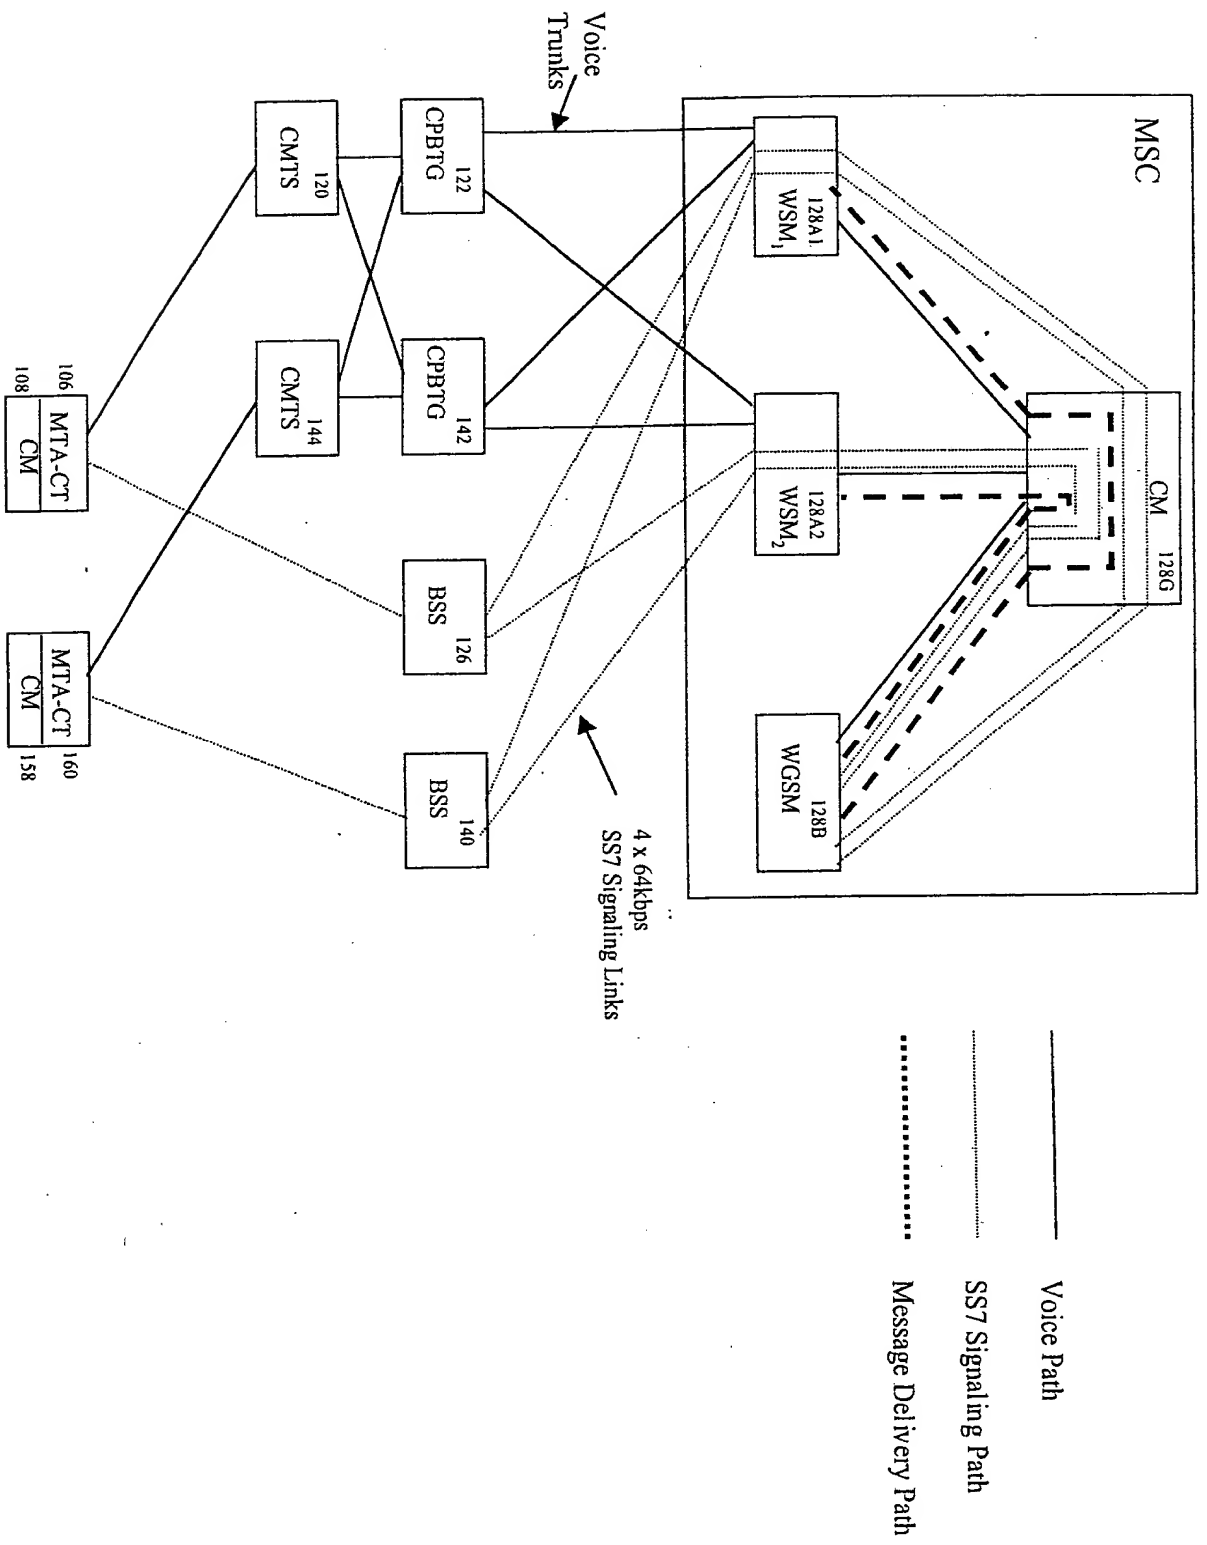 MSC
CM
128G
128A1
WSM1
128A2
WSM2
128B
WGSM
Voice
Trunks
4 x 64kbps
SS7 Signaling Links
122
CPBTG
142
CPBTG
126
BSS
140
BSS
120
CMTS
144
CMTS
106
MTA-CT
108
CM
MTA-CT
160
CM
158
Voice Path
SS7 Signaling Path
Message Delivery Path